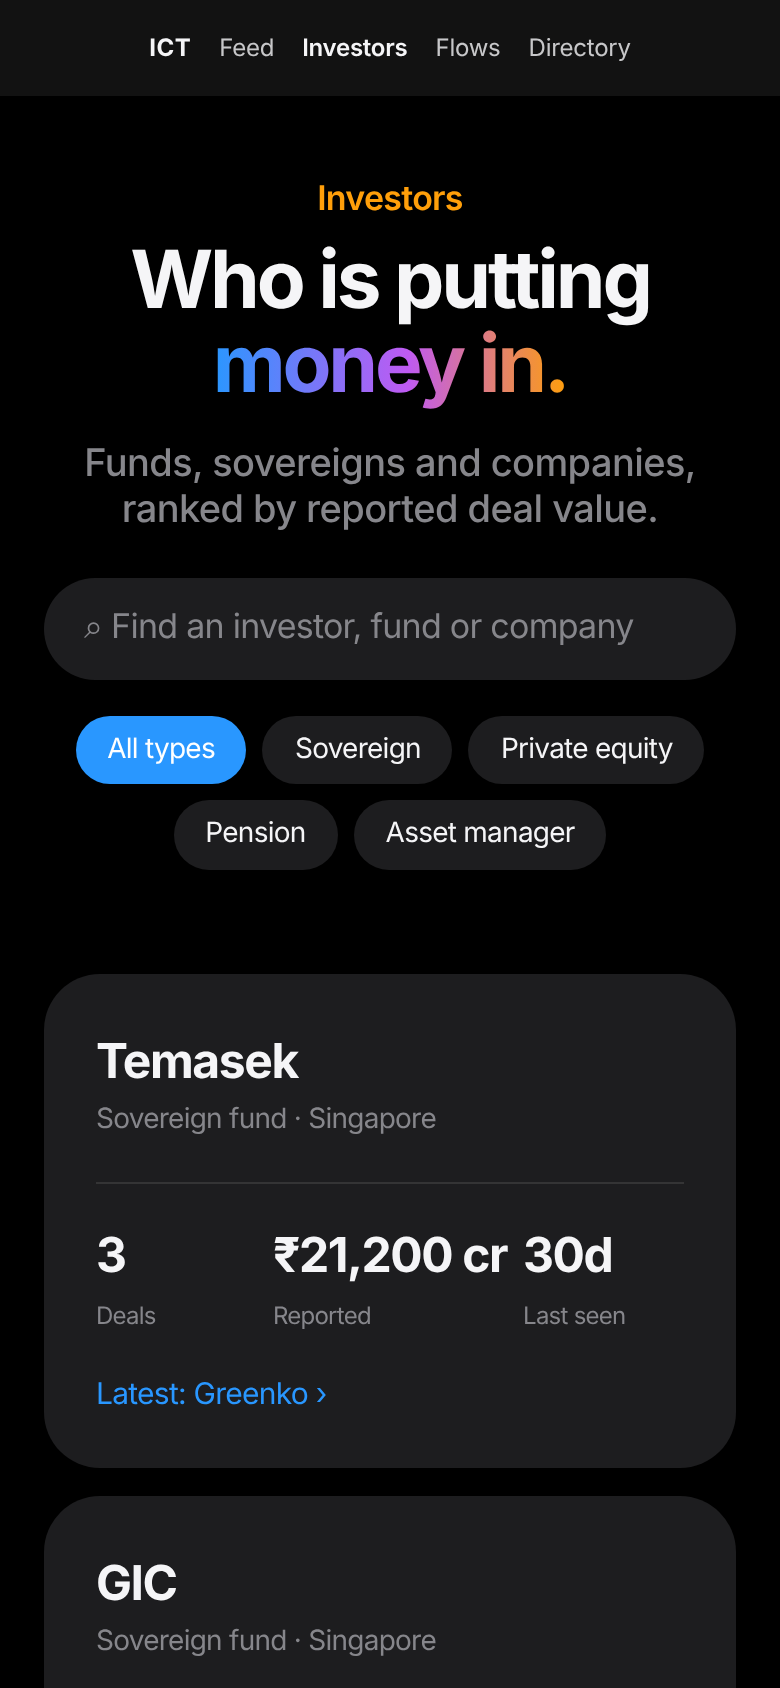 ICT Feed Investors Flows Directory
Investors
Who is putting
money in.
Funds, sovereigns and companies,
ranked by reported deal value.
⌕ Find an investor, fund or company
All types Sovereign Private equity
Pension Asset manager
Temasek
Sovereign fund · Singapore
3 ₹21,200 cr 30d
Deals Reported Last seen
Latest: Greenko ›
GIC
Sovereign fund · Singapore